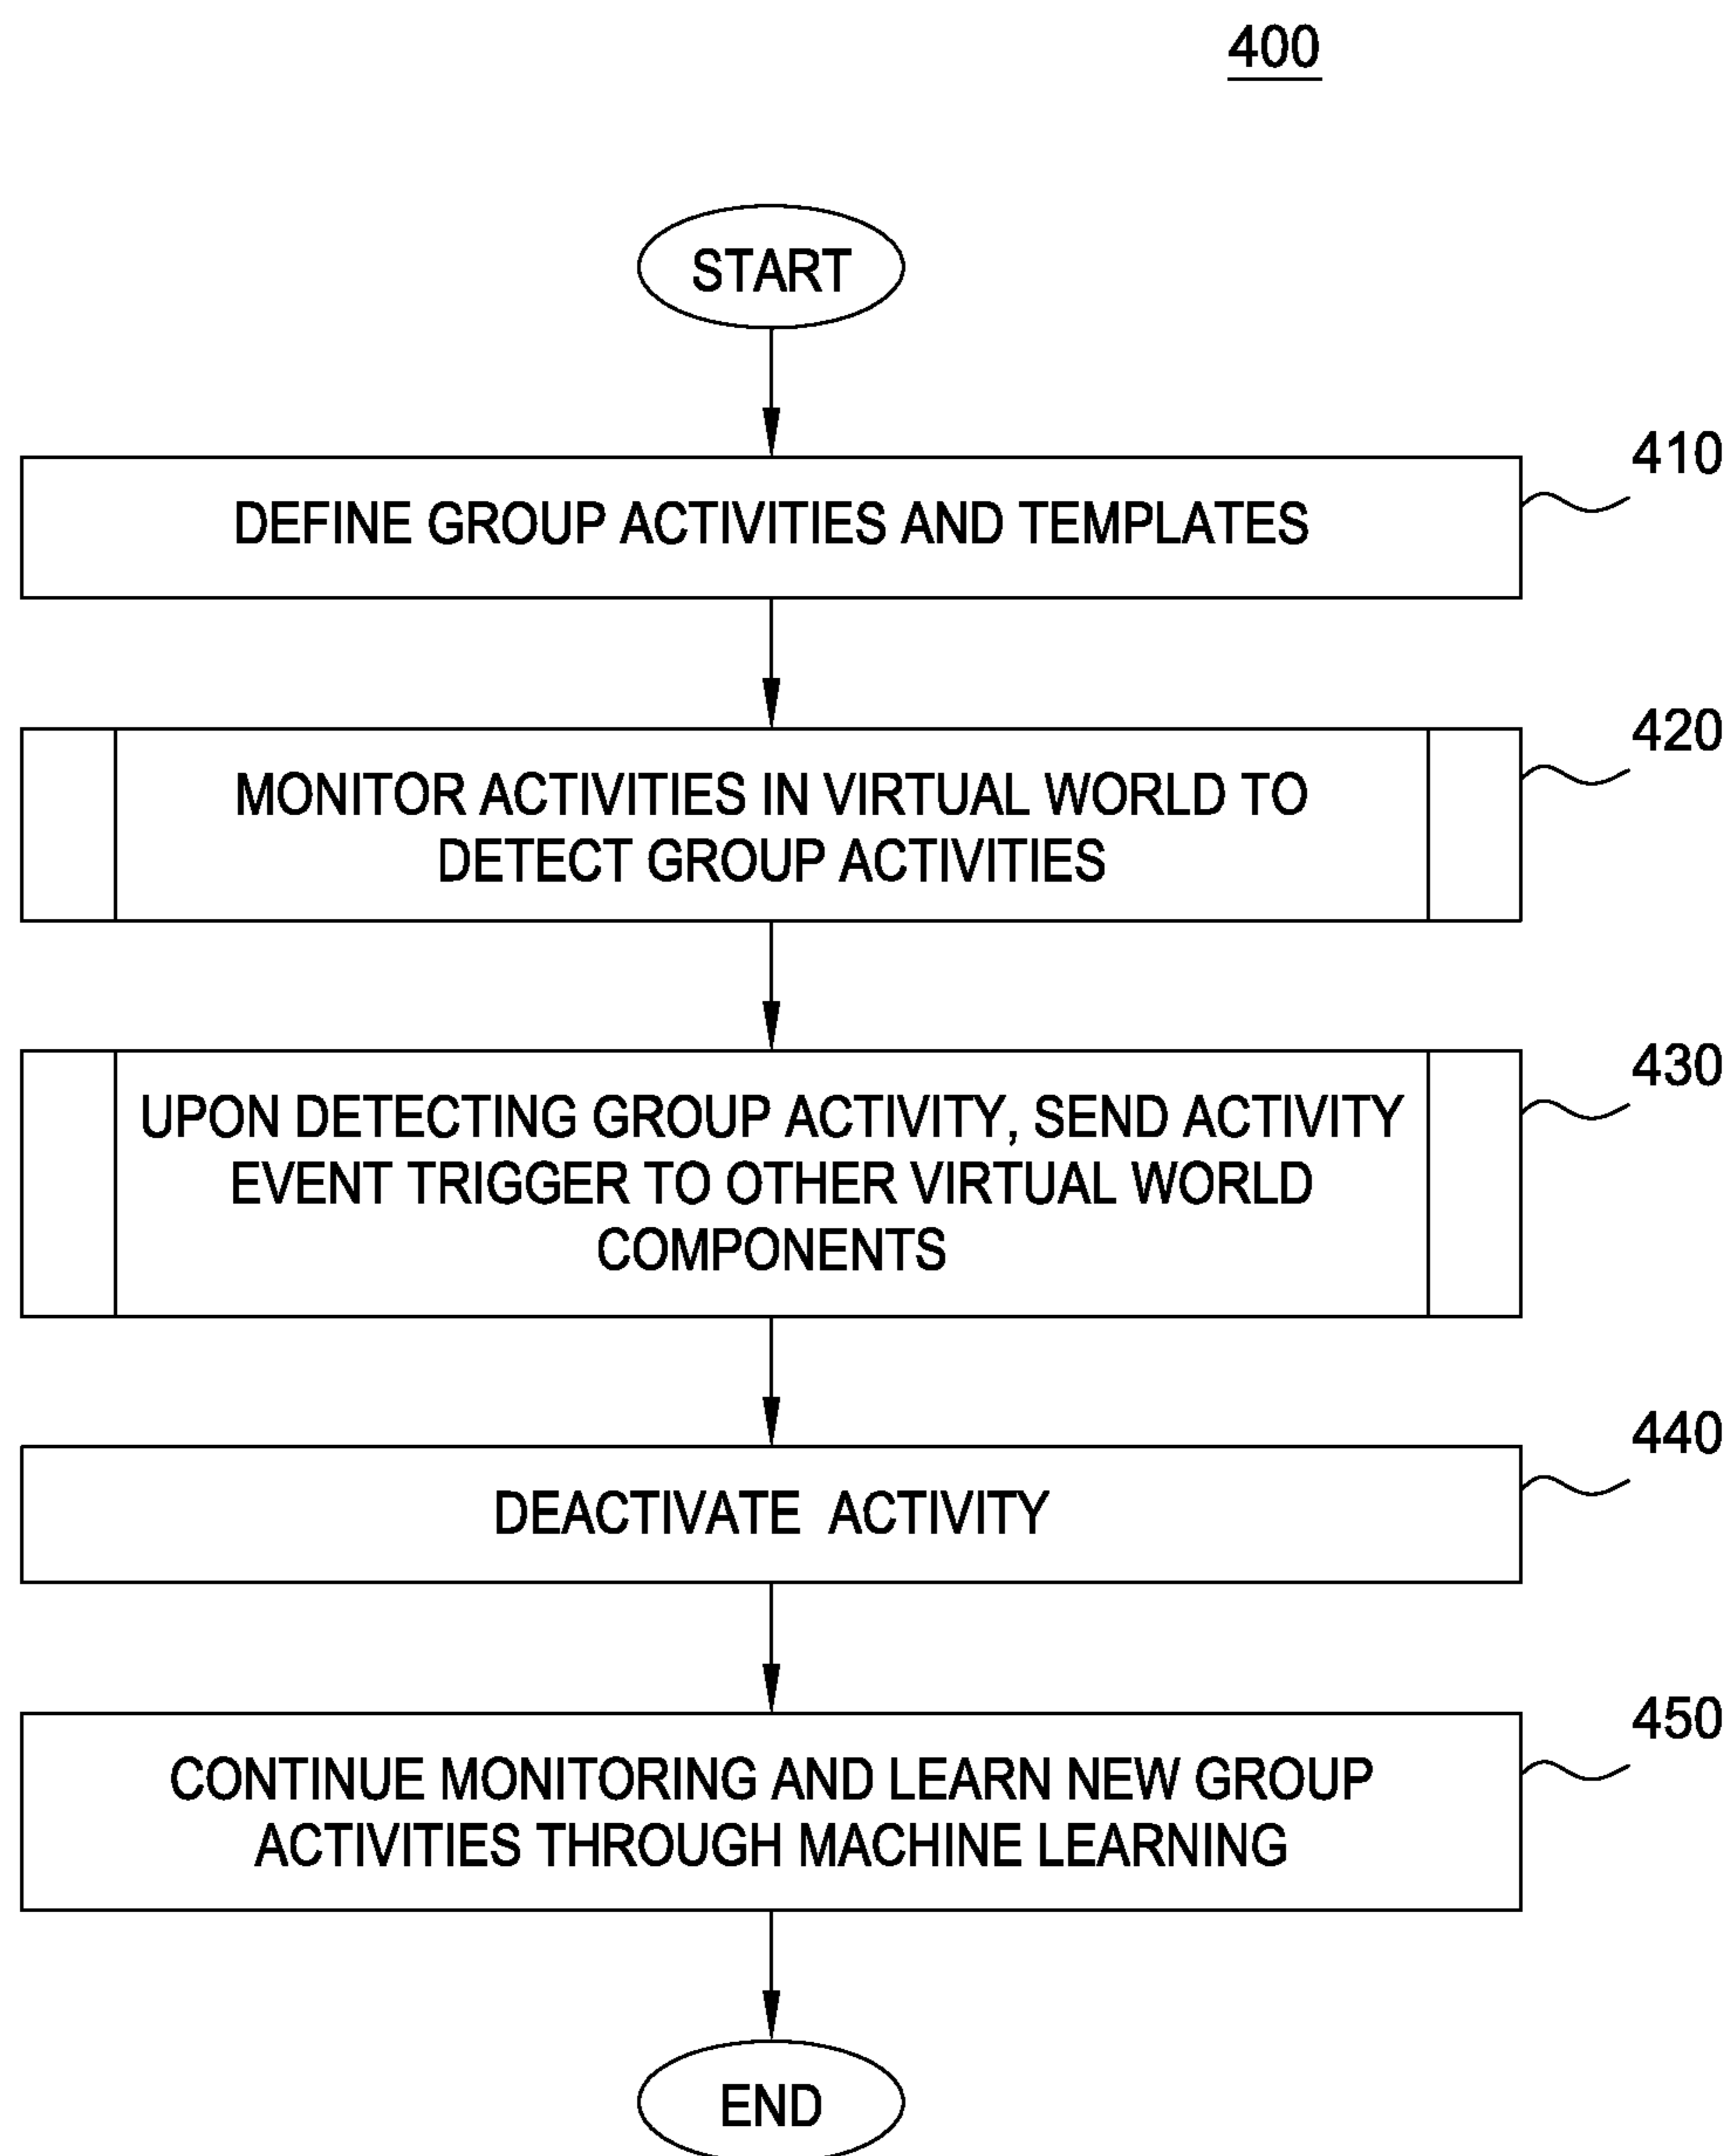 400
START
410
DEFINE GROUP ACTIVITIES AND TEMPLATES
420
MONITOR ACTIVITIES IN VIRTUAL WORLD TO
DETECT GROUP ACTIVITIES
430
UPON DETECTING GROUP ACTIVITY, SEND ACTIVITY
EVENT TRIGGER TO OTHER VIRTUAL WORLD
COMPONENTS
440
DEACTIVATE ACTIVITY
450
CONTINUE MONITORING AND LEARN NEW GROUP
ACTIVITIES THROUGH MACHINE LEARNING
END